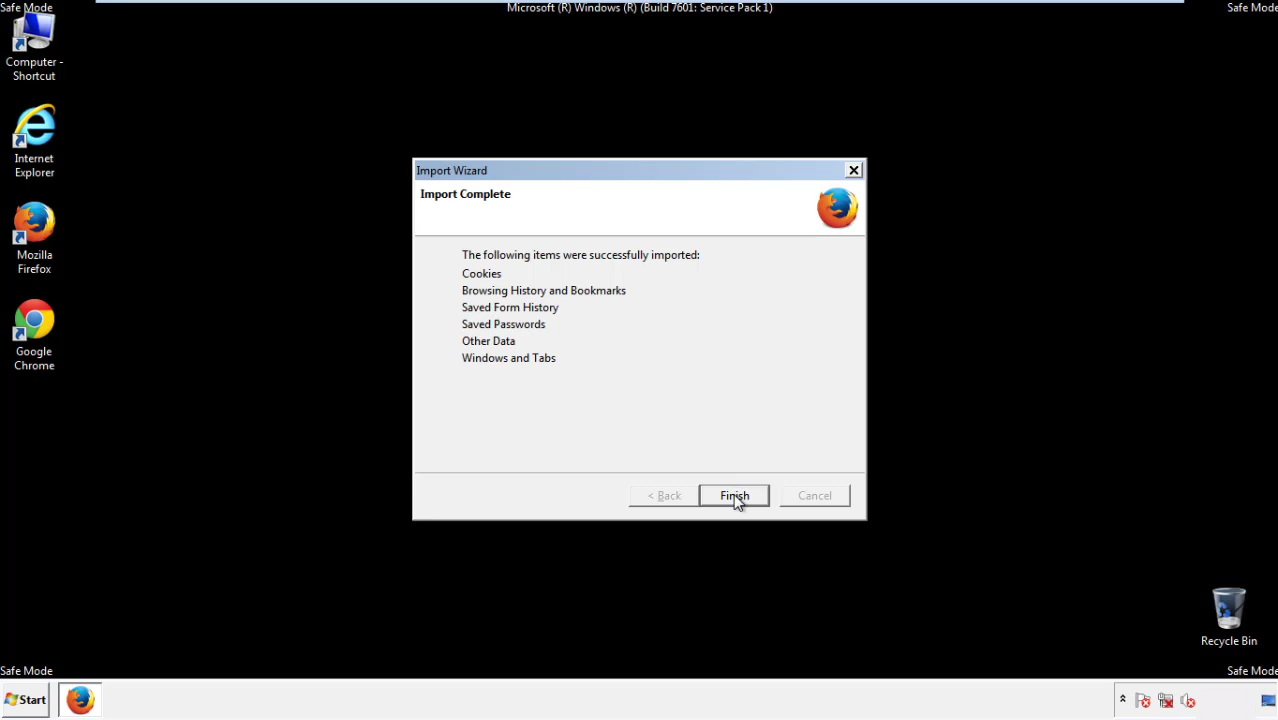 Safe Mode
Microsoft (R) Windows (R) (Build 7601: Service Pack 1)
Safe Mode
Computer -
Shortcut
Internet
Explorer
Mozilla
Firefox
Google
Chrome
Import Wizard
Import Complete
The following items were successfully imported:
Cookies
Browsing History and Bookmarks
Saved Form History
Saved Passwords
Other Data
Windows and Tabs
< Back
Finish
Cancel
Recycle Bin
Safe Mode
Safe Mode
Start